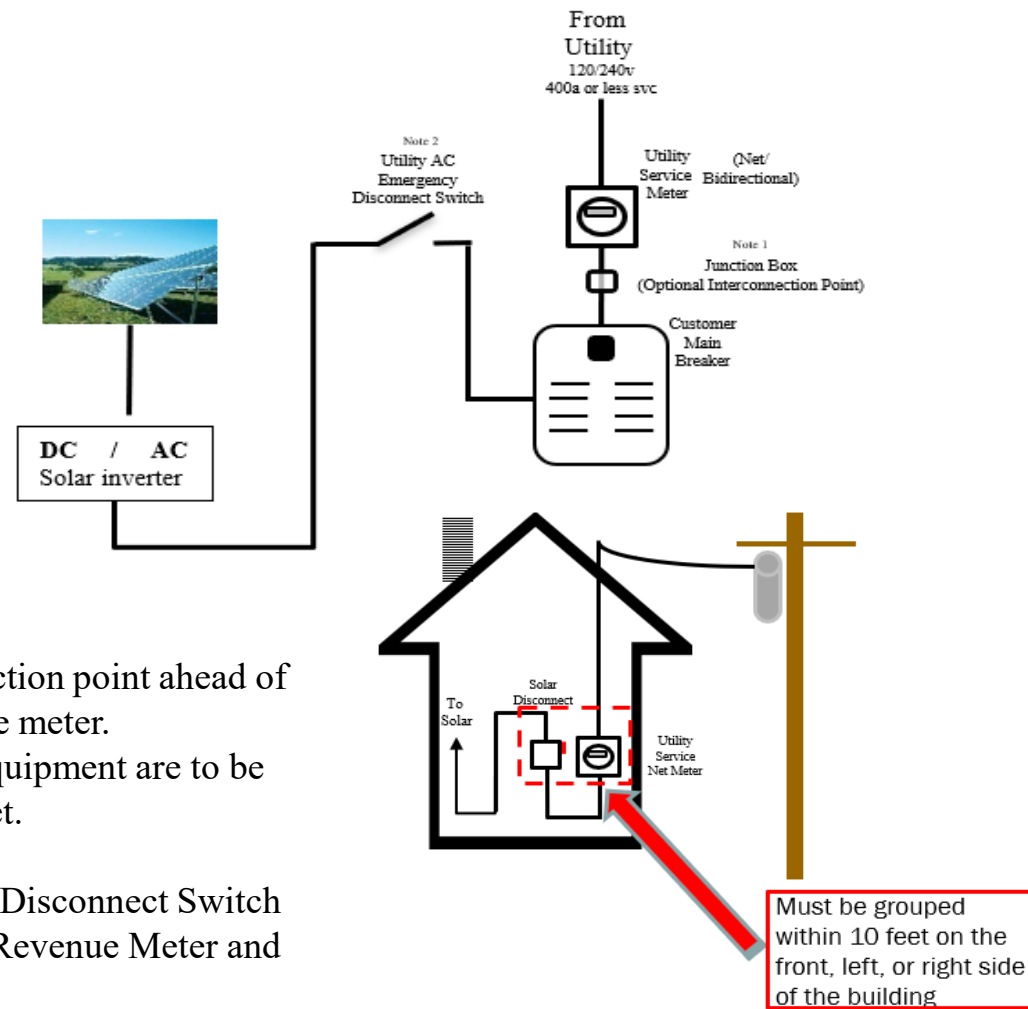 From
Utility
120/240v
400a or less svc
Note 2
Utility AC
Emergency
Disconnect Switch
Utility
Service
Meter
(Net/
Bidirectional)
Note 1
Junction Box
(Optional Interconnection Point)
Customer
Main
Breaker
DC / AC
Solar inverter
To
Solar
Solar
Disconnect
Utility
Service
Net Meter
ction point ahead of
e meter.
quipment are to be
et.
Disconnect Switch
Revenue Meter and
Must be grouped
within 10 feet on the
front, left, or right side
of the building